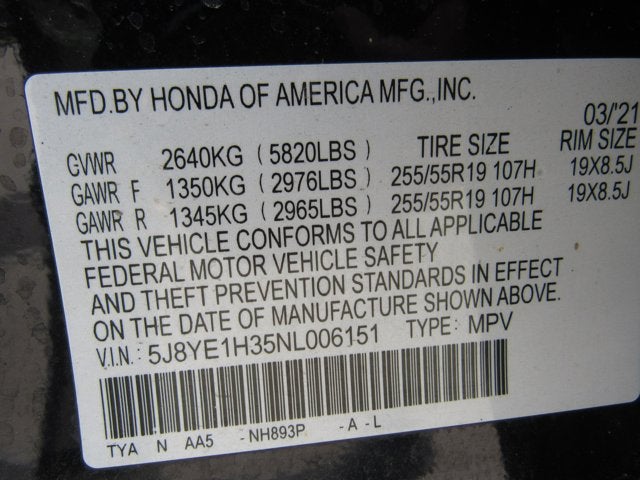 MFD.BY HONDA OF AMERICA MFG.,INC.
03/'21
GVWR 2640KG (5820LBS) TIRE SIZE RIM SIZE
GAWR F 1350KG (2976LBS) 255/55R19 107H 19X8.5J
GAWR R 1345KG (2965LBS) 255/55R19 107H 19X8.5J
THIS VEHICLE CONFORMS TO ALL APPLICABLE
FEDERAL MOTOR VEHICLE SAFETY
AND THEFT PREVENTION STANDARDS IN EFFECT
ON THE DATE OF MANUFACTURE SHOWN ABOVE.
V.I.N: 5J8YE1H35NL006151 TYPE: MPV
TYA N AA5 -NH893P -A-L